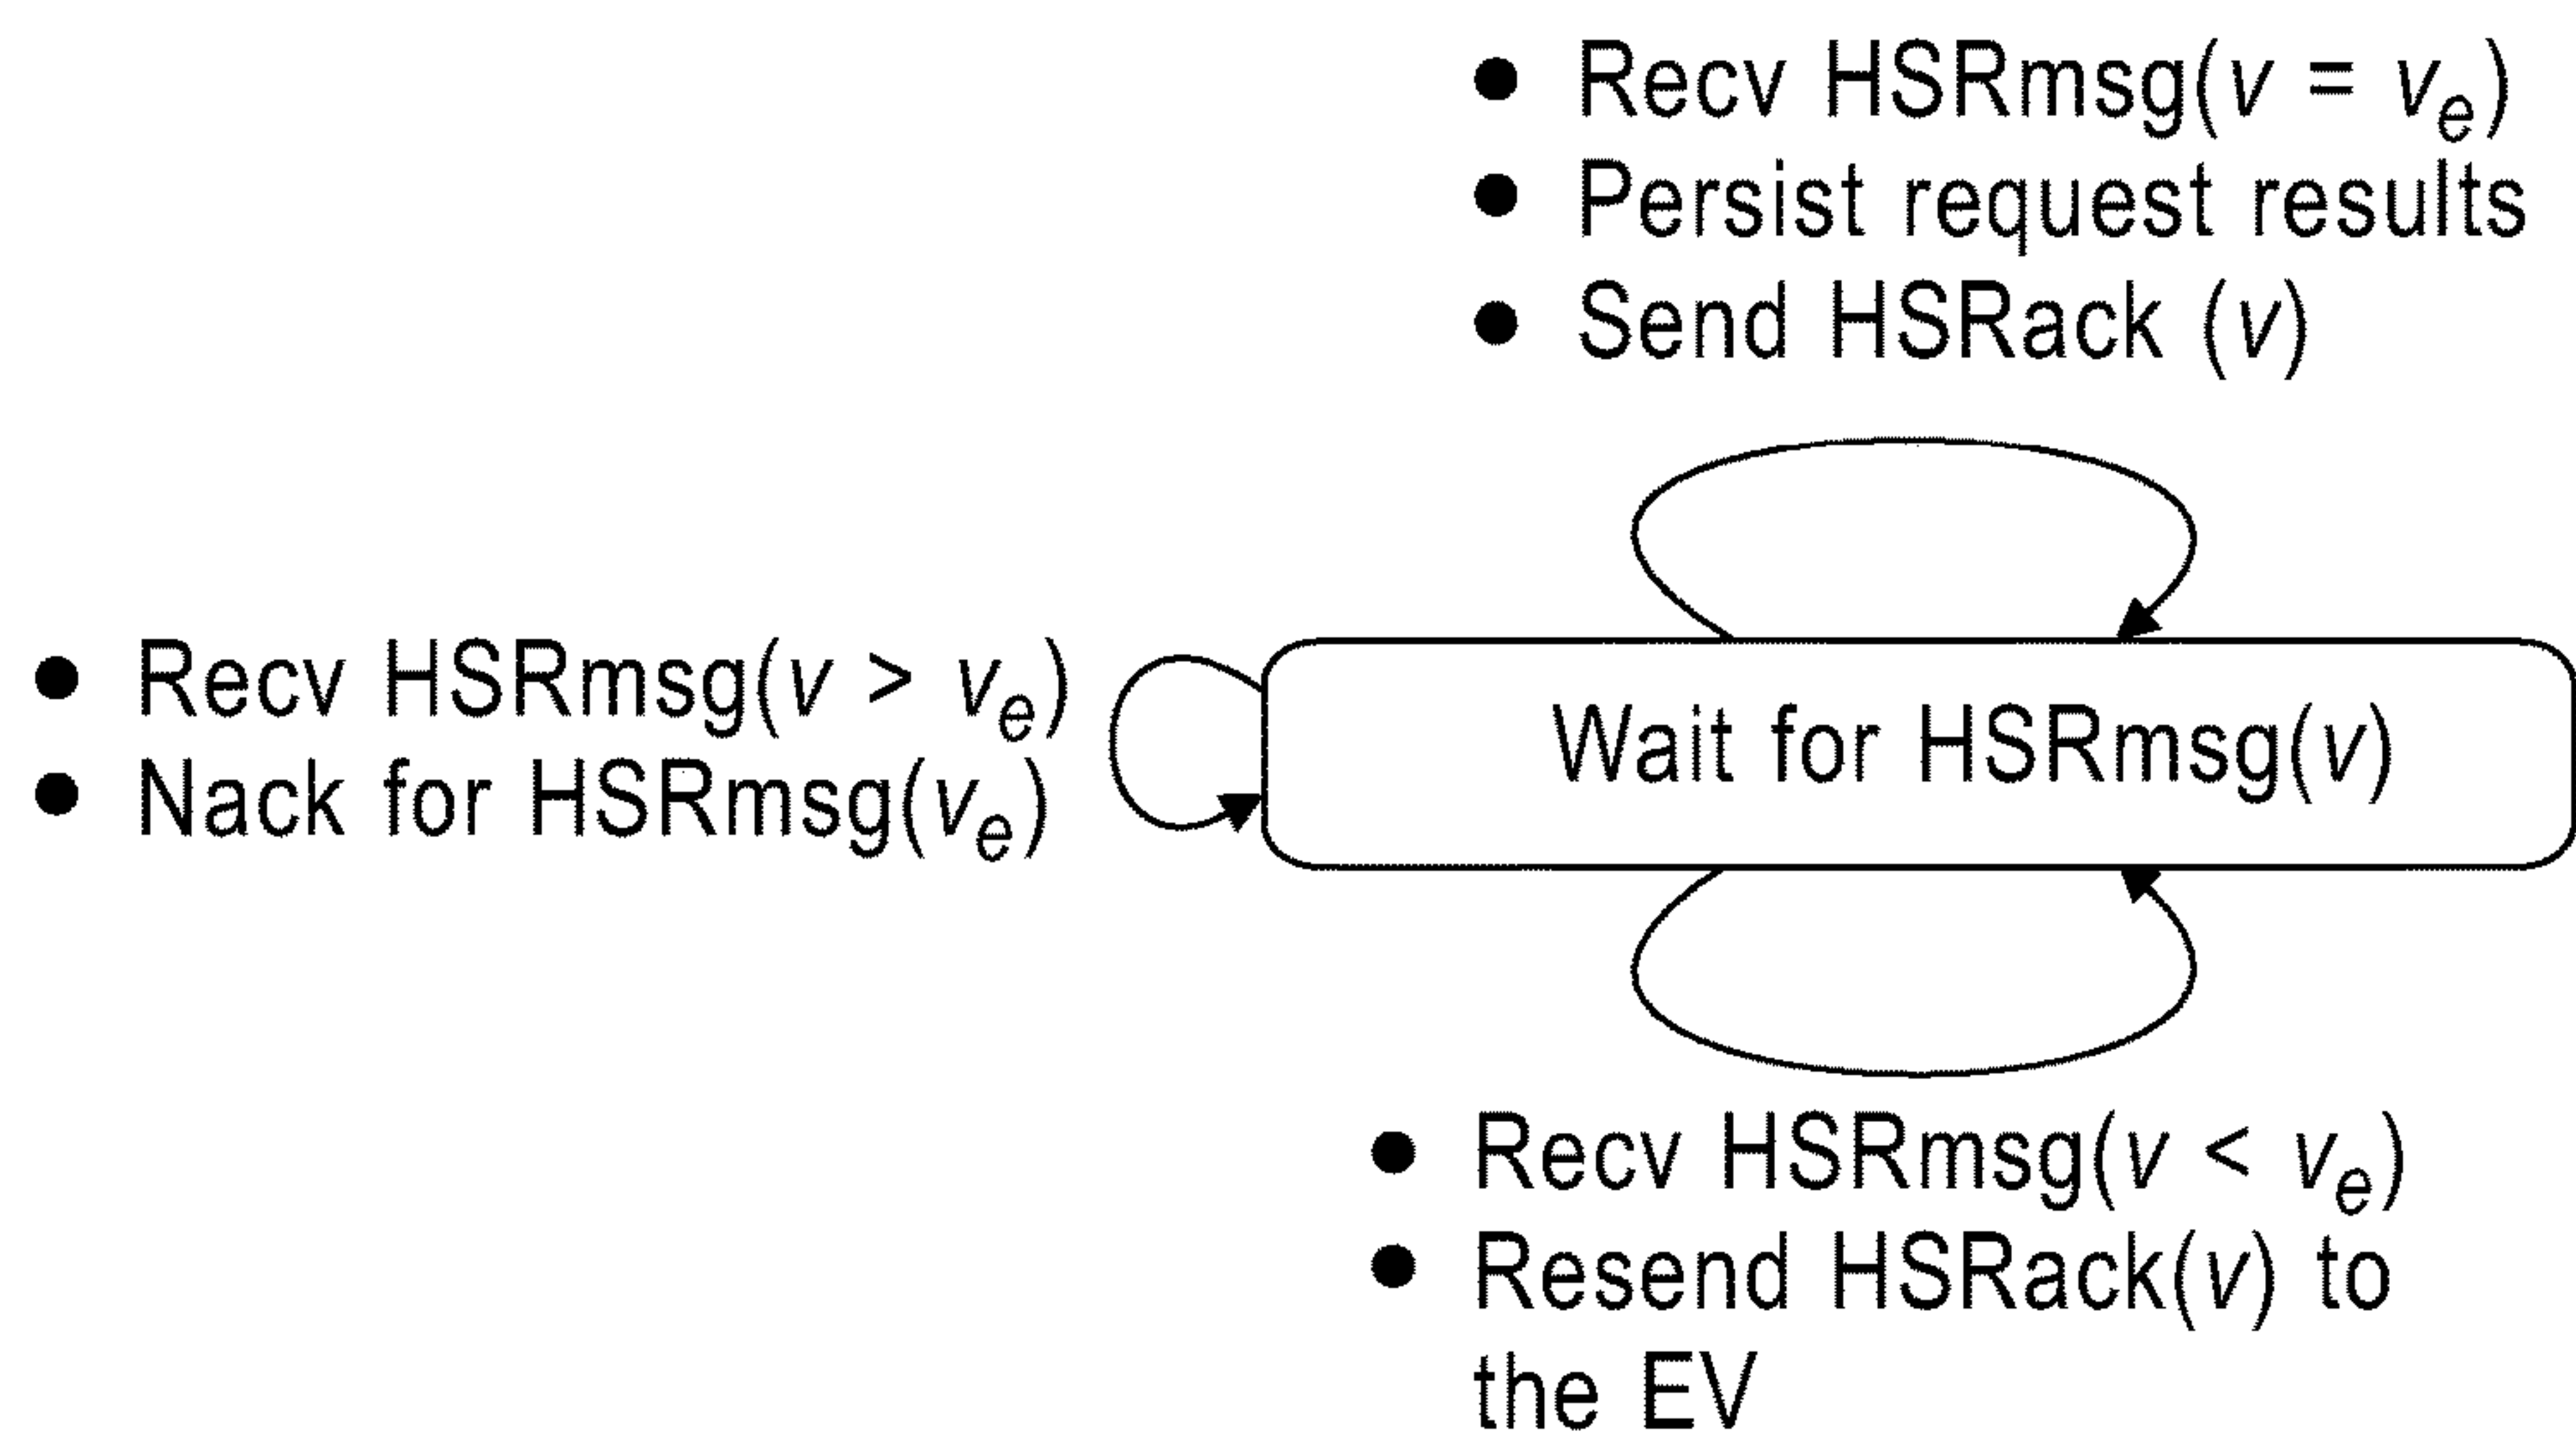 ● Recv HSRmsg(v = vₑ)
● Persist request results
● Send HSRack (v)
● Recv HSRmsg(v > vₑ)
● Nack for HSRmsg(vₑ)
Wait for HSRmsg(v)
● Recv HSRmsg(v < vₑ)
● Resend HSRack(v) to
the EV